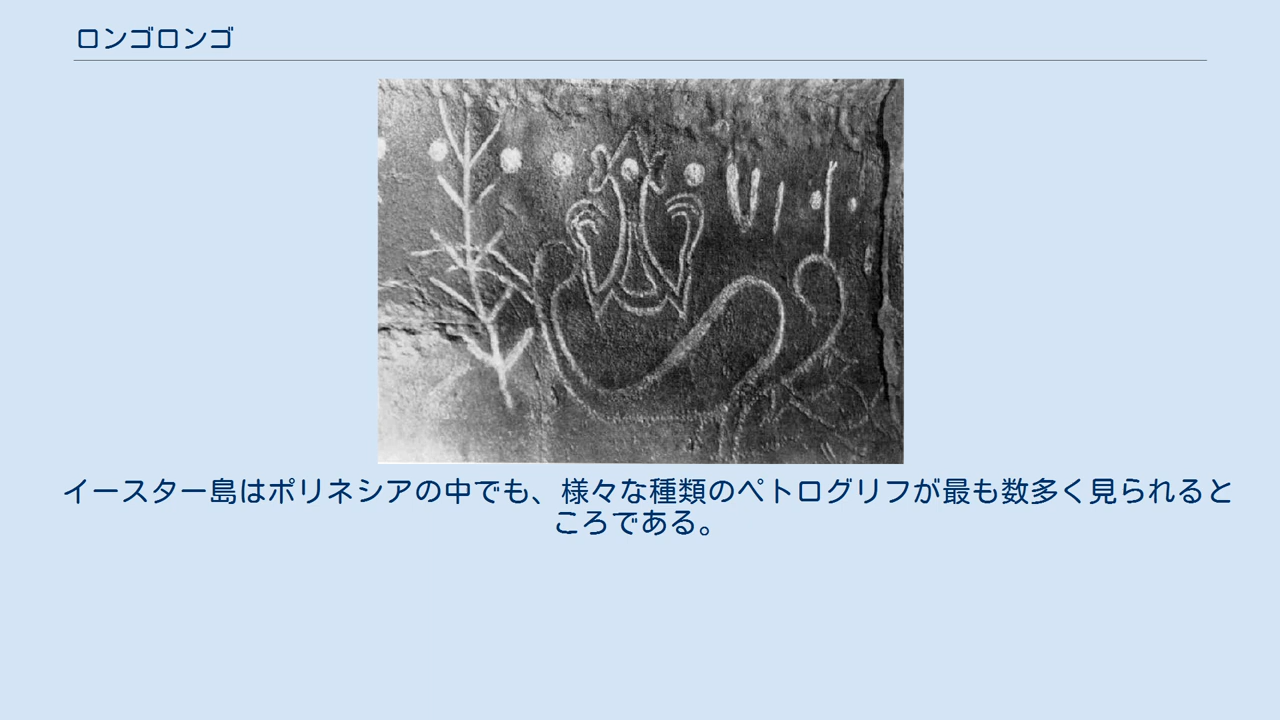 ロンゴロンゴ
イースター島はポリネシアの中でも、様々な種類のペトログリフが最も数多く見られると
ころである。